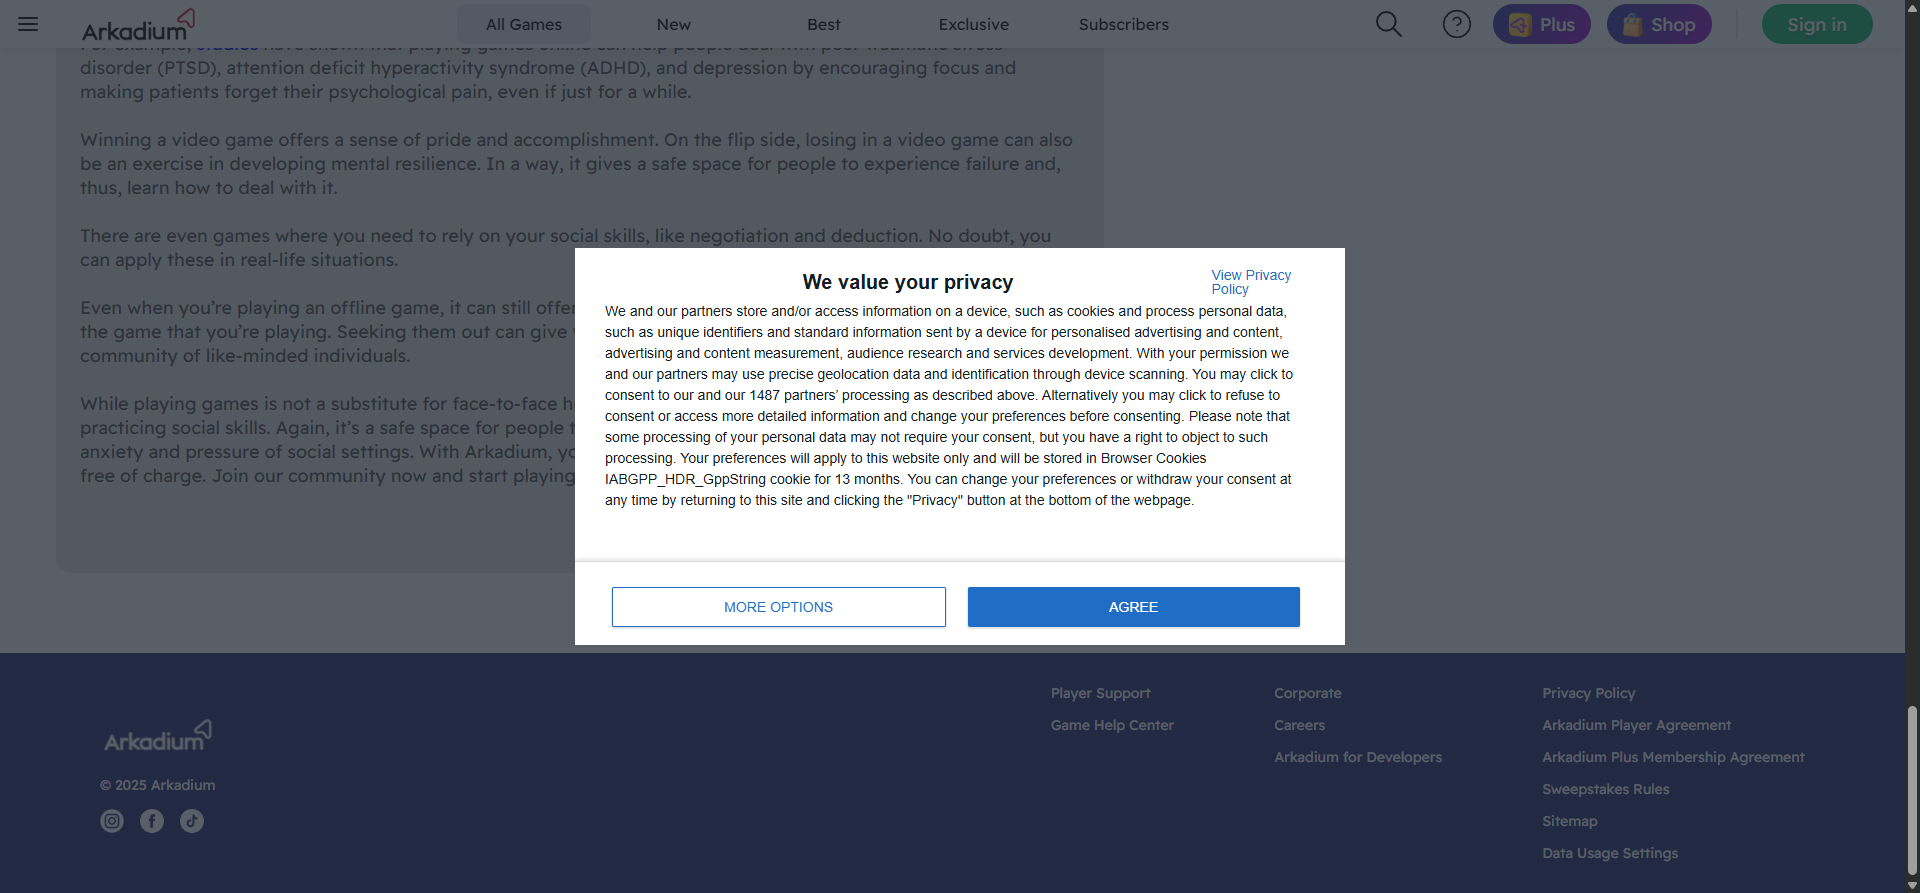 Arkadium
All Games
New
Best
Exclusive
Subscribers
Plus
Shop
Sign in
disorder (PTSD), attention deficit hyperactivity syndrome (ADHD), and depression by encouraging focus and
making patients forget their psychological pain, even if just for a while.
Winning a video game offers a sense of pride and accomplishment. On the flip side, losing in a video game can also
be an exercise in developing mental resilience. In a way, it gives a safe space for people to experience failure and,
thus, learn how to deal with it.
There are even games where you need to rely on your social skills, like negotiation and deduction. No doubt, you
can apply these in real-life situations.
Even when you're playing an offline game, it can still offer
the game that you're playing. Seeking them out can give
community of like-minded individuals.
While playing games is not a substitute for face-to-face
practicing social skills. Again, it's a safe space for people
anxiety and pressure of social settings. With Arkadium,
free of charge. Join our community now and start playing
We value your privacy
View Privacy
Policy
We and our partners store and/or access information on a device, such as cookies and process personal data,
such as unique identifiers and standard information sent by a device for personalised advertising and content,
advertising and content measurement, audience research and services development. With your permission we
and our partners may use precise geolocation data and identification through device scanning. You may click to
consent to our and our 1487 partners’ processing as described above. Alternatively you may click to refuse to
consent or access more detailed information and change your preferences before consenting. Please note that
some processing of your personal data may not require your consent, but you have a right to object to such
processing. Your preferences will apply to this website only and will be stored in Browser Cookies
IABGPP_HDR_GppString cookie for 13 months. You can change your preferences or withdraw your consent at
any time by returning to this site and clicking the "Privacy" button at the bottom of the webpage.
MORE OPTIONS
AGREE
Arkadium
© 2025 Arkadium
Player Support
Game Help Center
Corporate
Careers
Arkadium for Developers
Privacy Policy
Arkadium Player Agreement
Arkadium Plus Membership Agreement
Sweepstakes Rules
Sitemap
Data Usage Settings